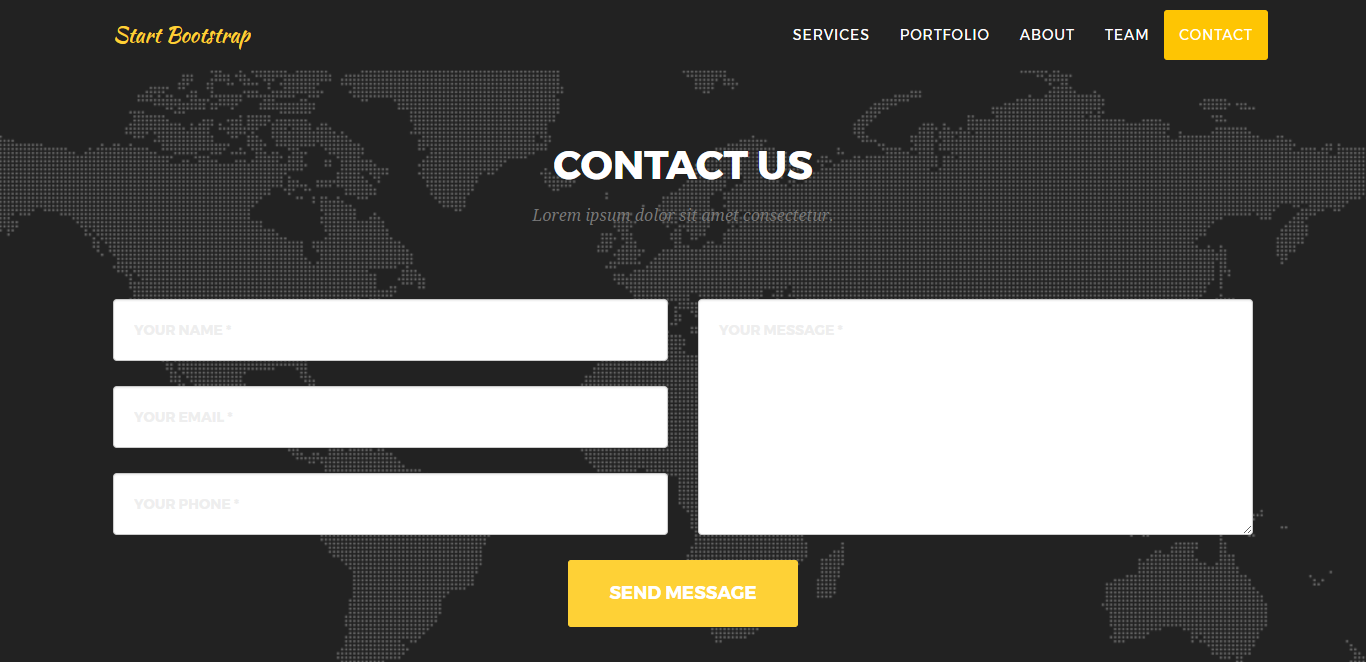 Start Bootstrap
SERVICES PORTFOLIO ABOUT TEAM CONTACT
CONTACT US
Lorem ipsum dolor sit amet consectetur.
YOUR NAME *
YOUR EMAIL *
YOUR PHONE *
YOUR MESSAGE *
SEND MESSAGE